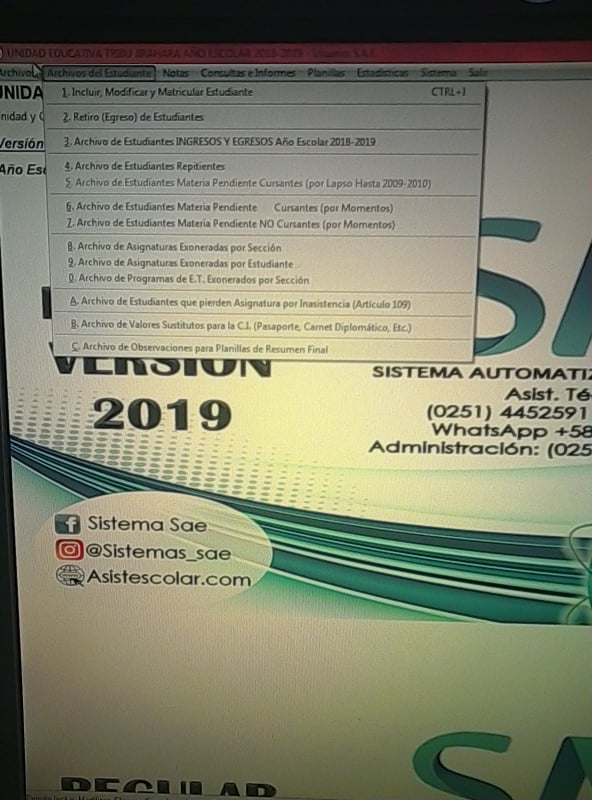 UNIDAD EDUCATIVA AÑO ESCOLAR 2018-2019
Archivos Archivos del Estudiante Notas Consultas e Informes Planillas Estadísticas Sistema Salir
UNIDA
nidad y C
Versión
Año Esc
1. Incluir, Modificar y Matricular Estudiante CTRL+J
2. Retiro (Egreso) de Estudiantes
3. Archivo de Estudiantes INGRESOS Y EGRESOS Año Escolar 2018-2019
4. Archivo de Estudiantes Repitientes
5. Archivo de Estudiantes Materia Pendiente Cursantes (por Lapso Hasta 2009-2010)
6. Archivo de Estudiantes Materia Pendiente Cursantes (por Momentos)
7. Archivo de Estudiantes Materia Pendiente NO Cursantes (por Momentos)
8. Archivo de Asignaturas Exoneradas por Sección
9. Archivo de Asignaturas Exoneradas por Estudiante
0. Archivo de Programas de E.T. Exonerados por Sección
A. Archivo de Estudiantes que pierden Asignatura por Inasistencia (Artículo 109)
B. Archivo de Valores Sustitutos para la C.I. (Pasaporte, Carnet Diplomático, Etc.)
C. Archivo de Observaciones para Planillas de Resumen Final
SA
VERSION
2019
SISTEMA AUTOMATIZ
Asist. Té
(0251) 4452591
WhatsApp +58
Administración: (025
Sistema Sae
@Sistemas_sae
Asistescolar.com
SA
REGULAR